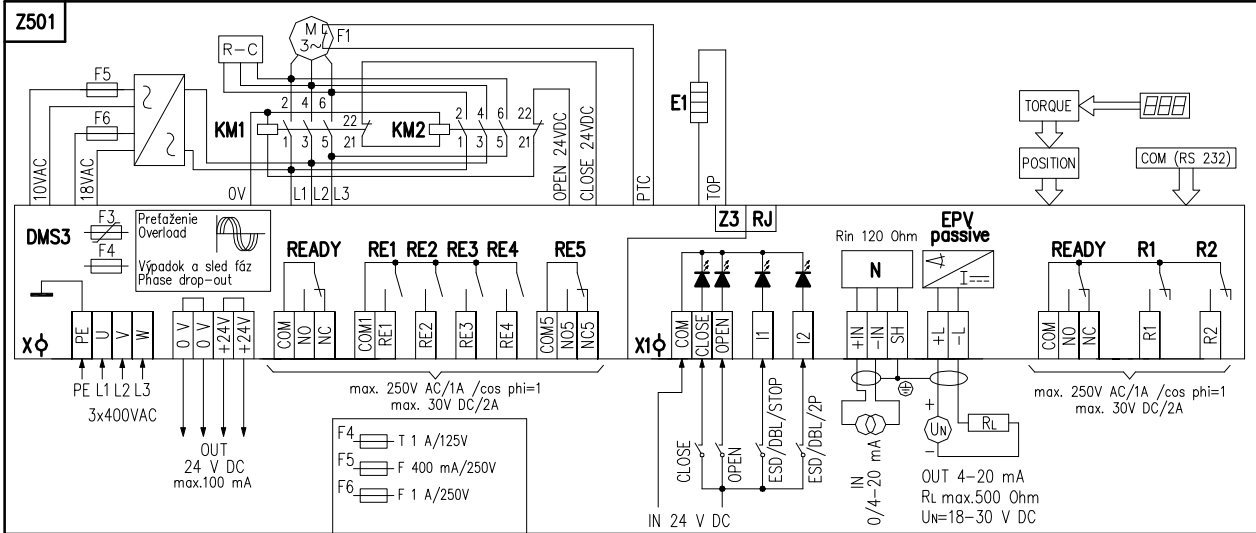 Z501
R-C
M
3~
F1
F5
F6
10VAC
18VAC
KM1
2 4 6
1 3 5
22
21
KM2
2 4 6
1 3 5
22
21
0V
L1 L2 L3
OPEN 24VDC
CLOSE 24VDC
PTC
E1
TOP
TORQUE
POSITION
COM (RS 232)
DMS3
F3
F4
Preťaženie
Overload
Výpadok a sled fáz
Phase drop-out
READY
RE1 RE2 RE3 RE4
RE5
Z3 RJ
Rin 120 Ohm
N
EPV
passive
I
READY
R1
R2
X
PE
U
V
W
0 V
0 V
+24V
+24V
COM
NO
NC
COM1
RE1
RE2
RE3
RE4
COM5
NO5
NC5
X1
COM
CLOSE
OPEN
I1
I2
+IN
-IN
SH
+L
-L
COM
NO
NC
R1
R2
PE L1 L2 L3
3x400VAC
OUT
24 V DC
max.100 mA
max. 250V AC/1A /cos phi=1
max. 30V DC/2A
F4 T 1 A/125V
F5 F 400 mA/250V
F6 F 1 A/250V
CLOSE
OPEN
ESD/DBL/STOP
ESD/DBL/2P
IN 24 V DC
IN
0/4-20 mA
+
UN
-
RL
OUT 4-20 mA
RL max.500 Ohm
UN=18-30 V DC
max. 250V AC/1A /cos phi=1
max. 30V DC/2A